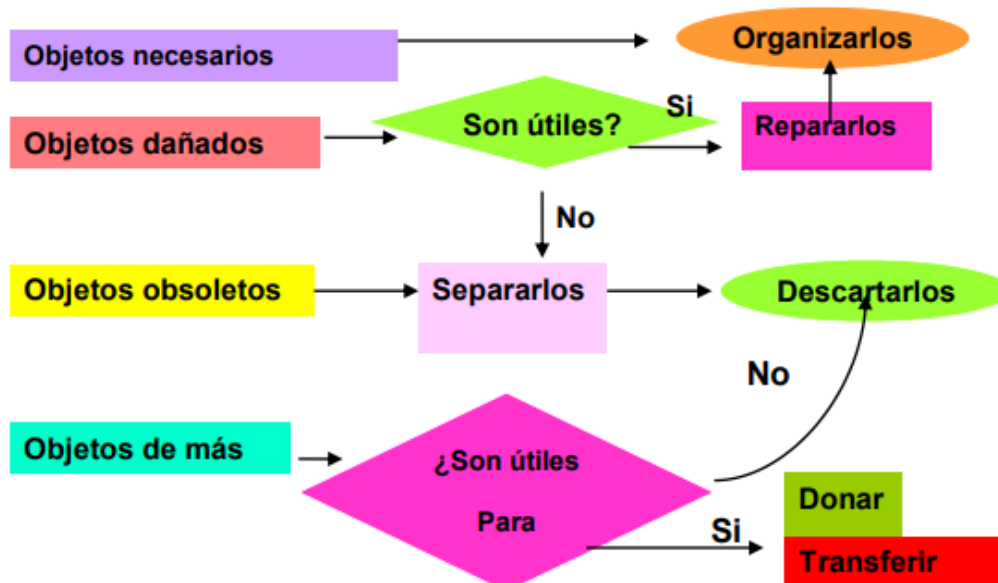 Objetos necesarios
Organizarlos
Objetos dañados
Son útiles?
Si
Repararlos
No
Objetos obsoletos
Separarlos
Descartarlos
No
Objetos de más
¿Son útiles
Para
Si
Donar
Transferir